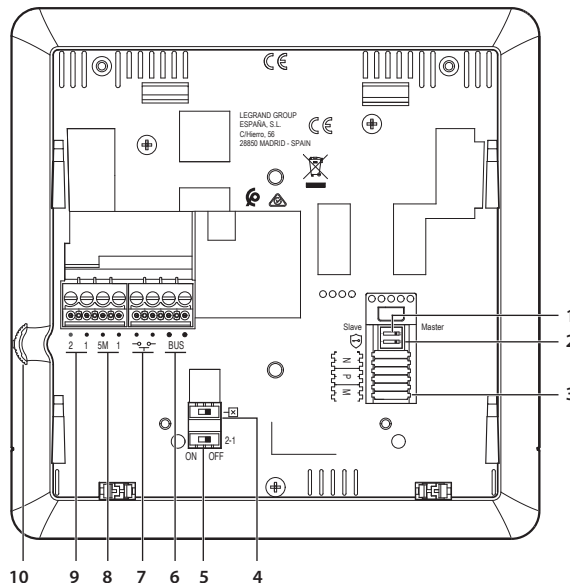 CE
LEGRAND GROUP
ESPAÑA, S.L.
C/Hierro, 56
28850 MADRID - SPAIN
CE
1
Slave
Master
2
N
P
M
3
2 1 5M 1 BUS
2-1
ON OFF
10 9 8 7 6 5 4